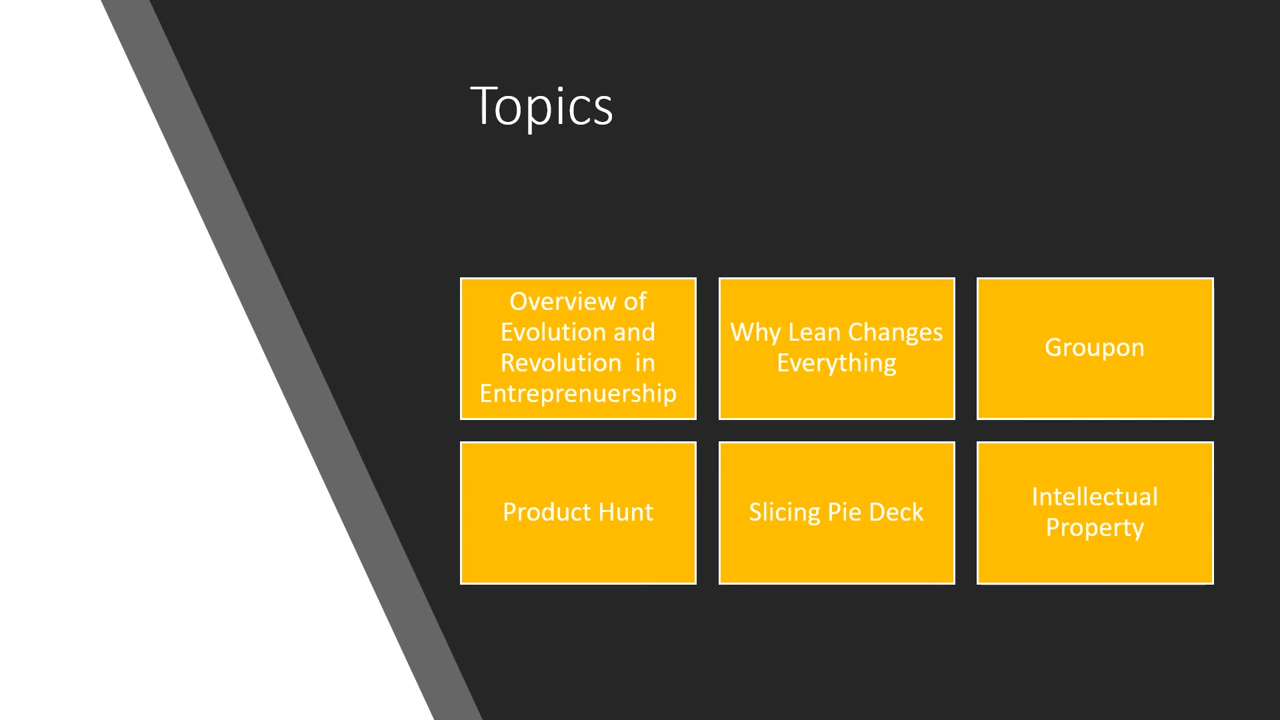 Topics
Overview of
Evolution and
Revolution  in
Entreprenuership
Why Lean Changes
Everything
Groupon
Product Hunt
Slicing Pie Deck
Intellectual
Property